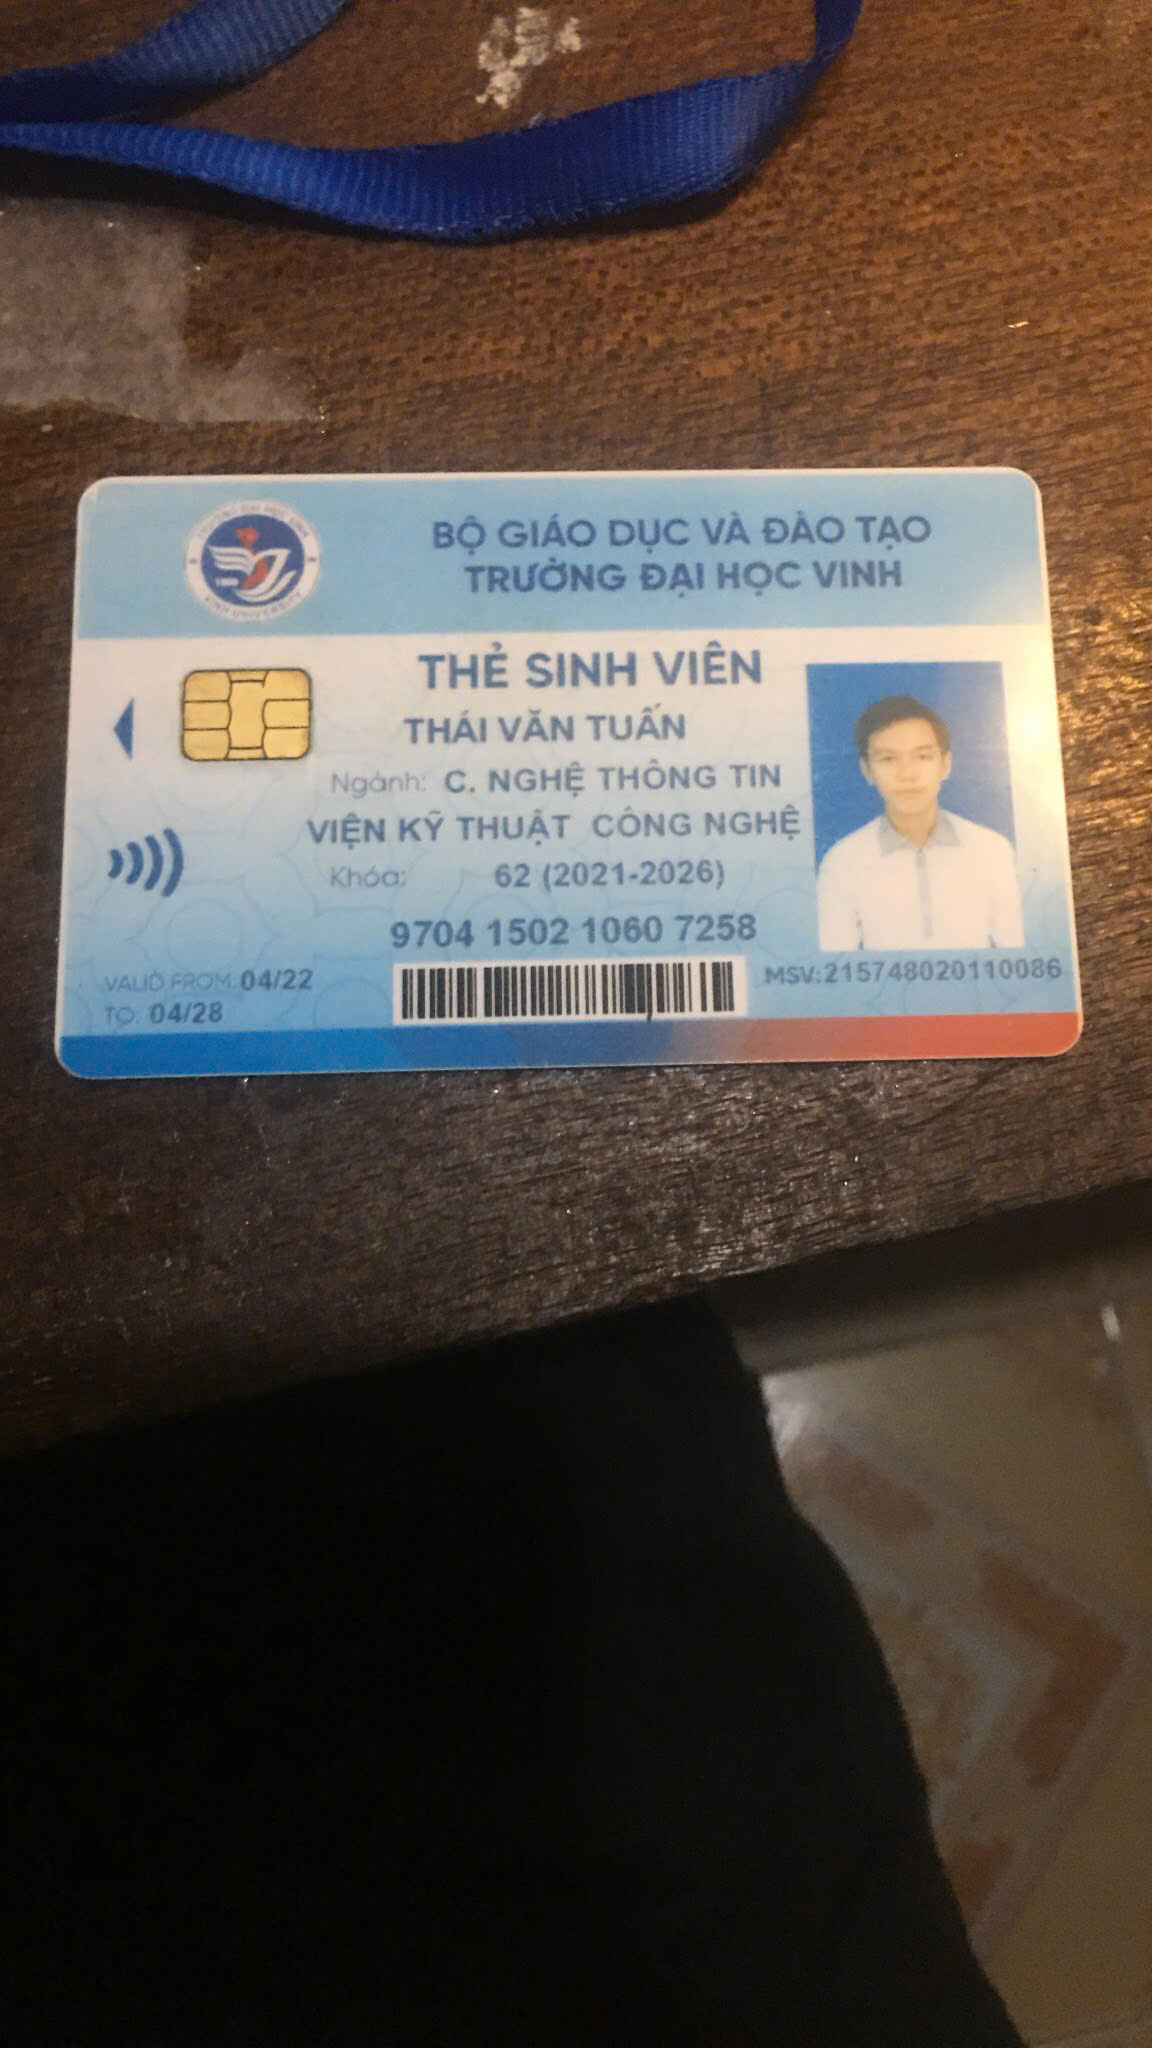 BỘ GIÁO DỤC VÀ ĐÀO TẠO
TRƯỜNG ĐẠI HỌC VINH
VINH UNIVERSITY
THẺ SINH VIÊN
THÁI VĂN TUẤN
Ngành: C. NGHỆ THÔNG TIN
VIỆN KỸ THUẬT CÔNG NGHỆ
Khóa: 62 (2021-2026)
9704 1502 1060 7258
VALID FROM: 04/22
TO: 04/28
MSV:215748020110086